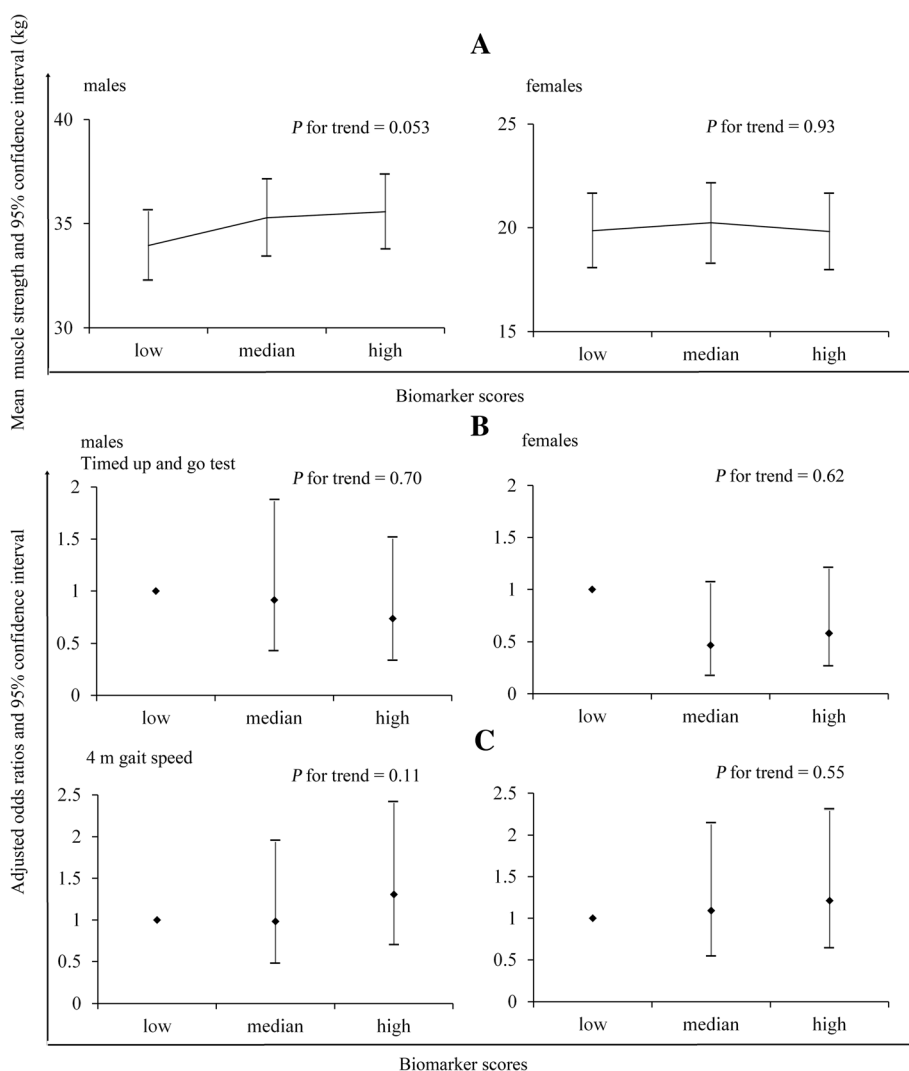 Mean muscle strength and 95% confidence interval (kg)
A
males
P for trend = 0.053
40
35
30
low median high
females
P for trend = 0.93
25
20
15
low median high
Biomarker scores
B
Adjusted odds ratios and 95% confidence interval
males
Timed up and go test
P for trend = 0.70
2
1.5
1
0.5
0
low median high
females
P for trend = 0.62
2
1.5
1
0.5
0
low median high
C
4 m gait speed
P for trend = 0.11
2.5
2
1.5
1
0.5
0
low median high
P for trend = 0.55
2.5
2
1.5
1
0.5
0
low median high
Biomarker scores